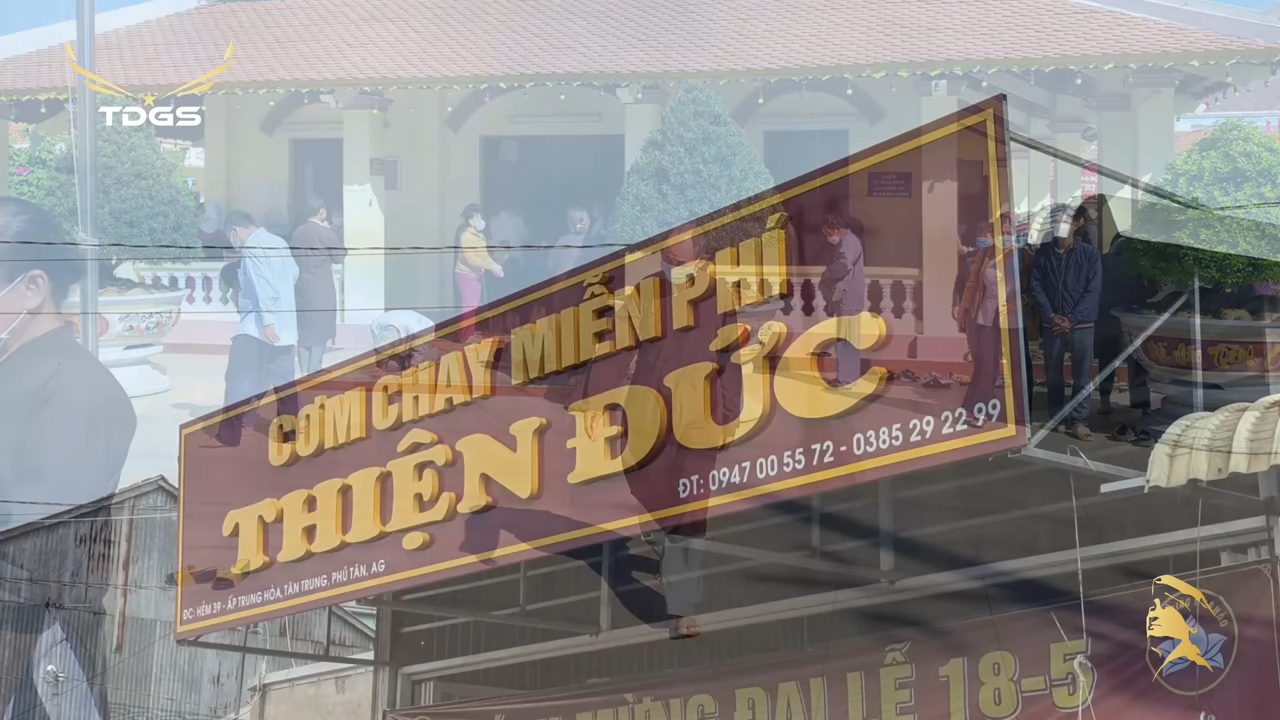 TDGS
CƠM CHAY MIỄN PHÍ
THIỆN ĐỨC
ĐT: 0947 00 55 72 - 0385 29 22 99
ĐC: HẺM 39 - ẤP TRUNG HÒA, TÂN TRUNG, PHÚ TÂN, AG
MỪNG ĐẠI LỄ 18-5